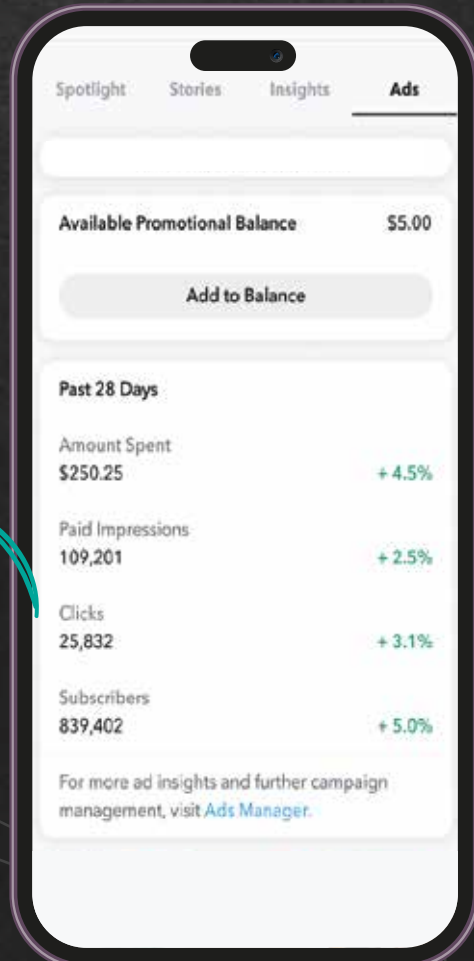 Spotlight Stories Insights Ads
Available Promotional Balance $5.00
Add to Balance
Past 28 Days
Amount Spent
$250.25 + 4.5%
Paid Impressions
109,201 + 2.5%
Clicks
25,832 + 3.1%
Subscribers
839,402 + 5.0%
For more ad insights and further campaign
management, visit Ads Manager.